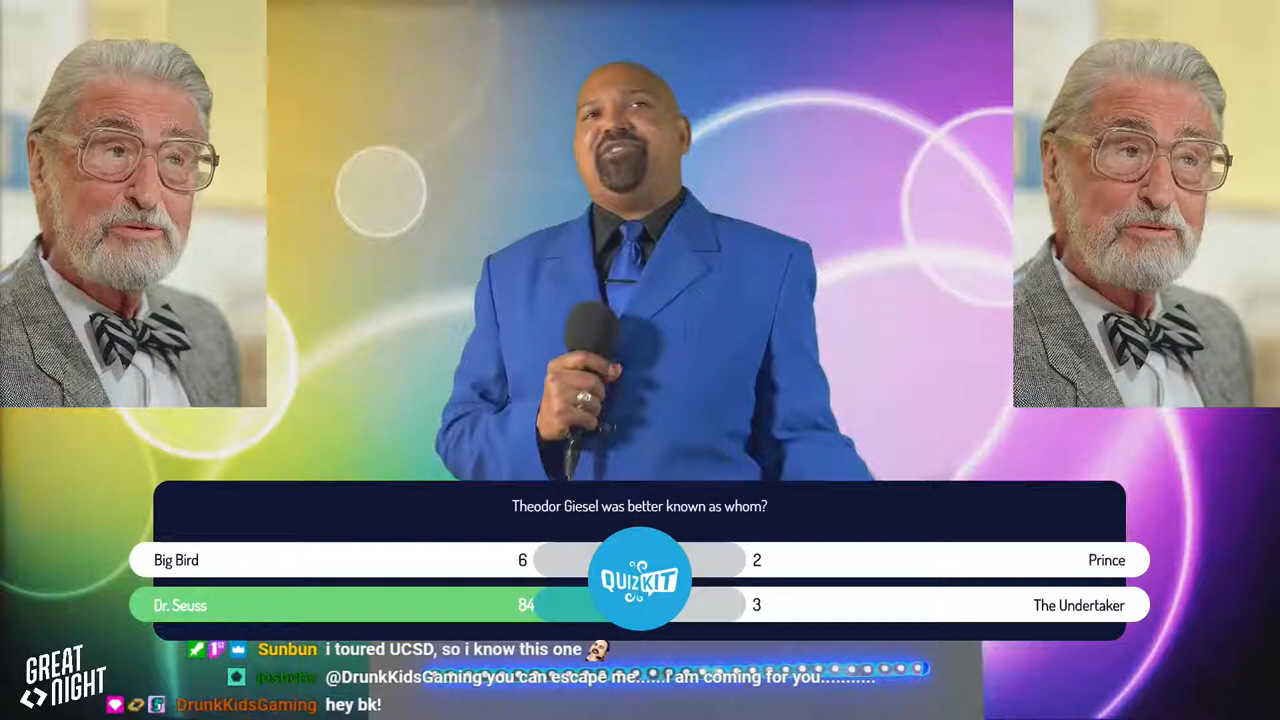 Theodor Giesel was better known as whom?
Big Bird 6
2 Prince
Dr. Seuss 84
3 The Undertaker
QUIZKIT
GREAT NIGHT
Sunbun i toured UCSD, so i know this one
@DrunkKidsGaming you can escape me......I am coming for you...........
DrunkKidsGaming hey bk!